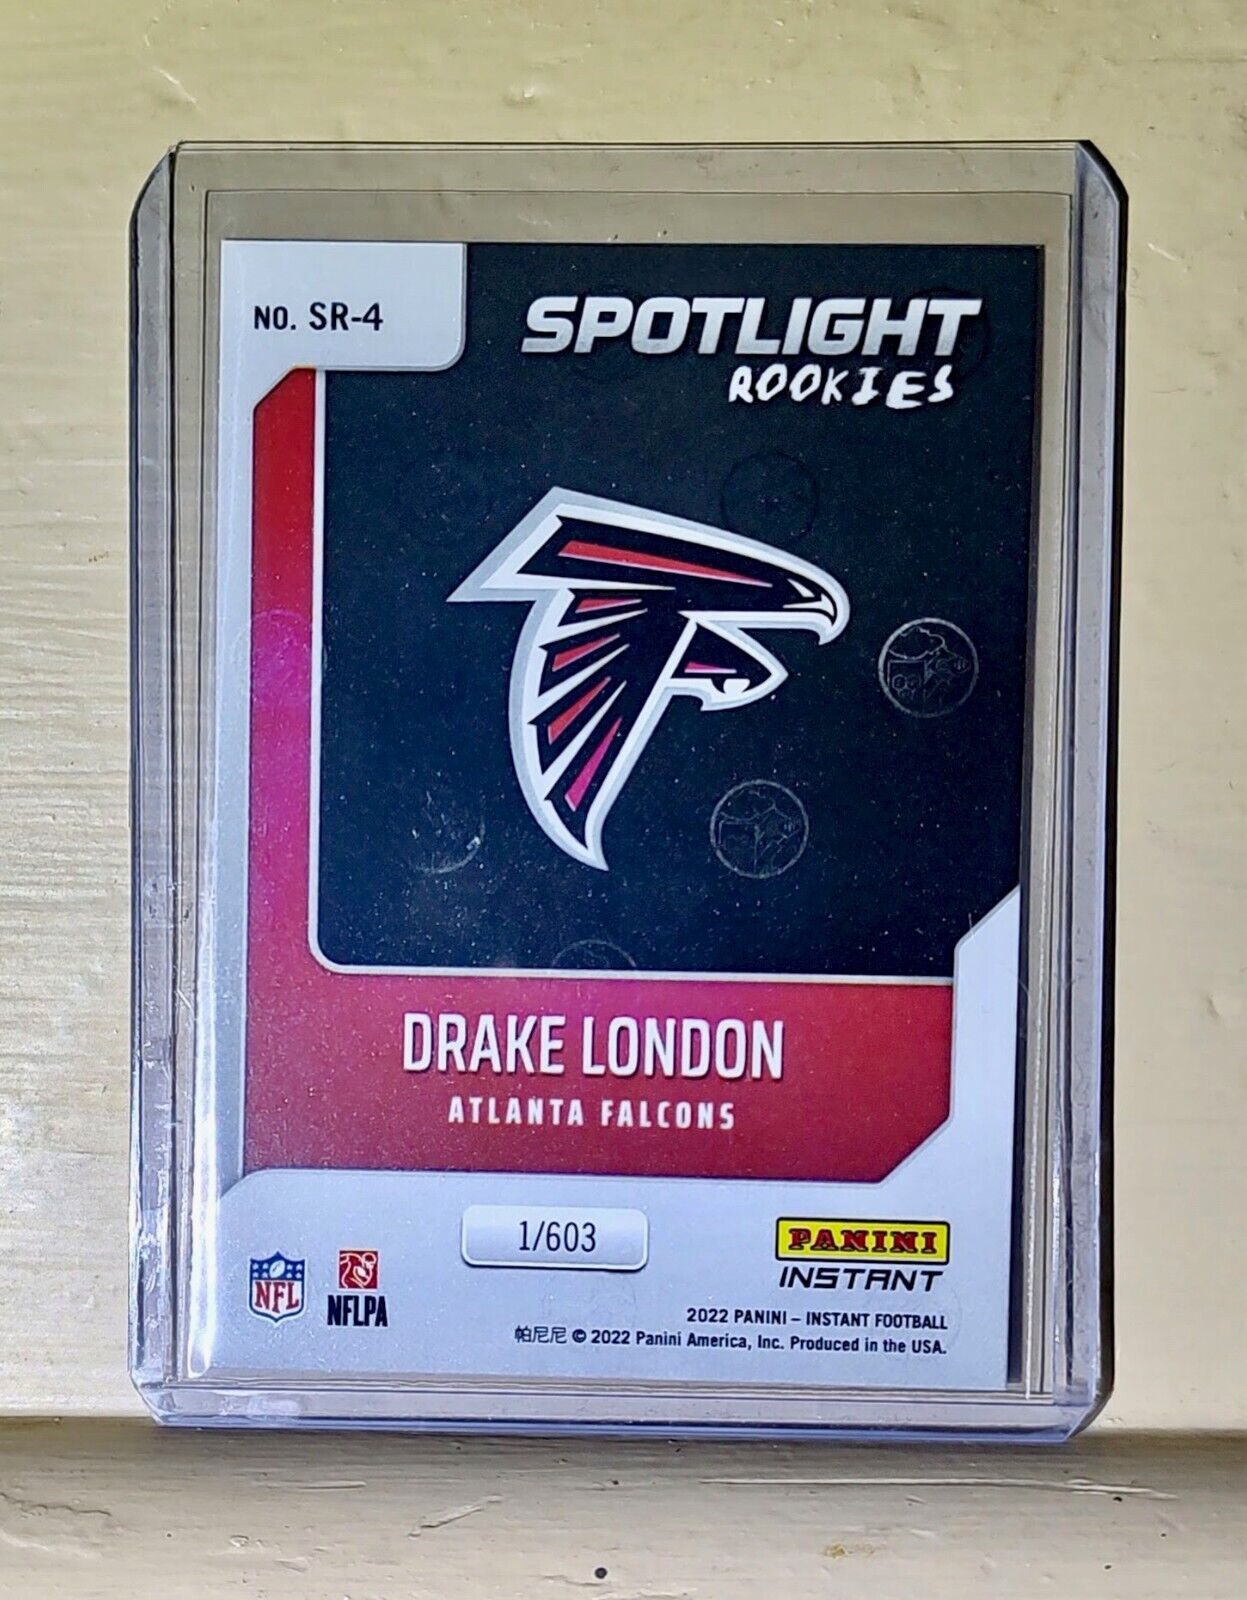 NO. SR-4
SPOTLIGHT
ROOKIES
DRAKE LONDON
ATLANTA FALCONS
1/603
PANINI
INSTANT
NFL
NFLPA
2022 PANINI – INSTANT FOOTBALL
帕尼尼 © 2022 Panini America, Inc. Produced in the USA.